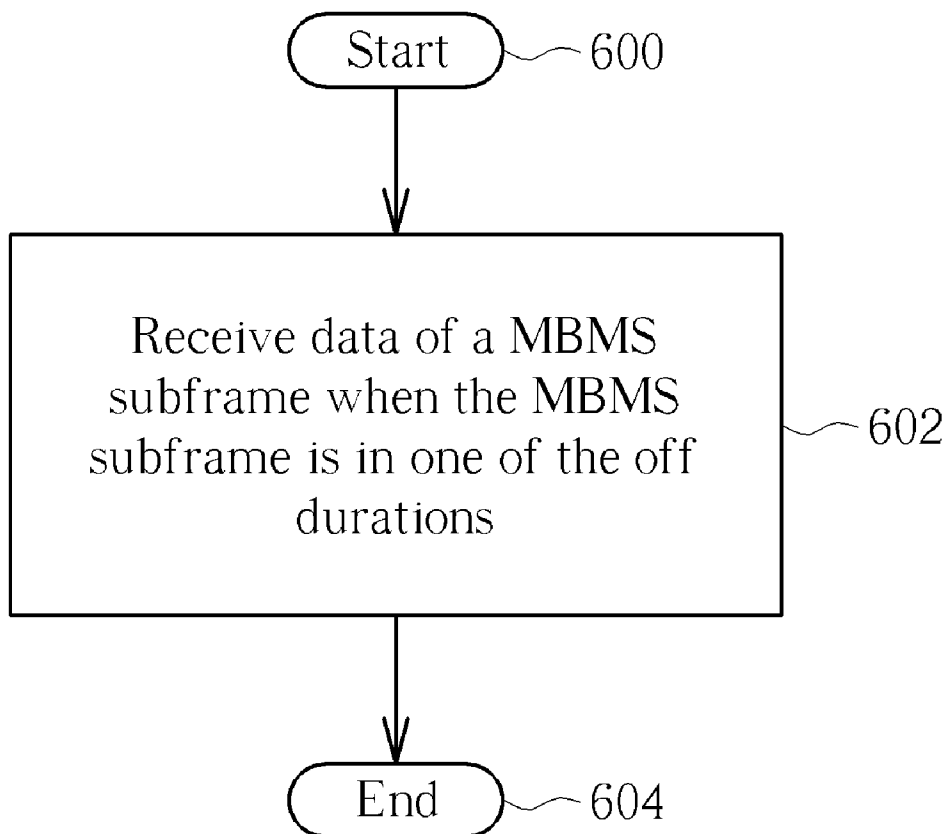 Start
600
Receive data of a MBMS
subframe when the MBMS
subframe is in one of the off
durations
602
End
604